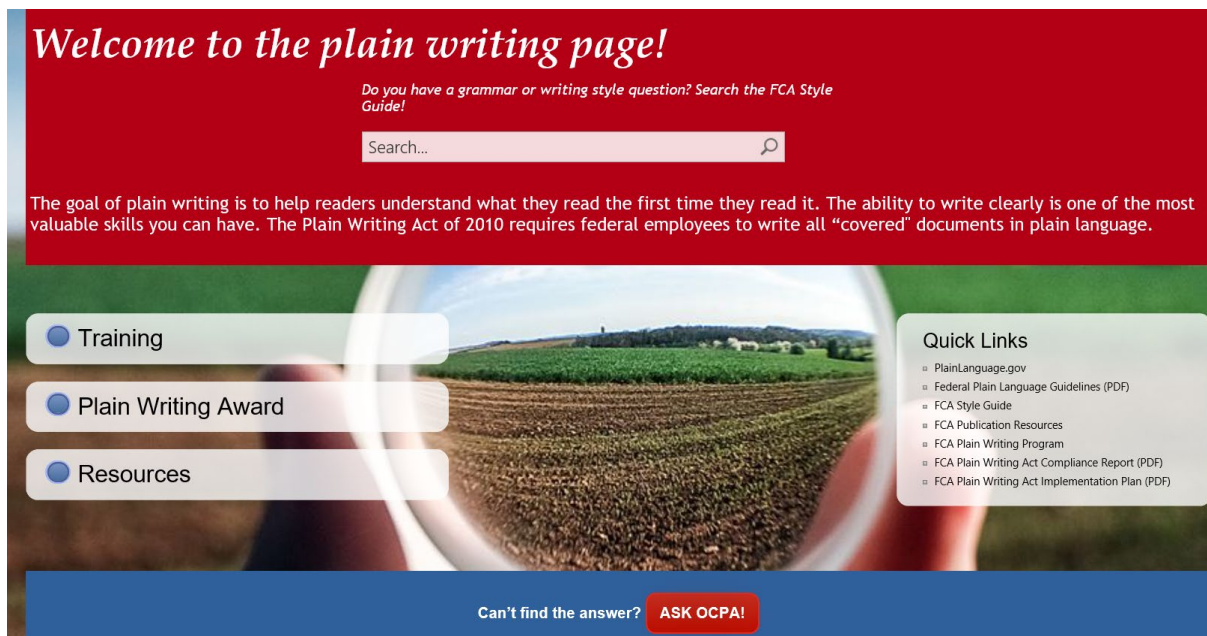 Welcome to the plain writing page!
Do you have a grammar or writing style question? Search the FCA Style
Guide!
Search...
The goal of plain writing is to help readers understand what they read the first time they read it. The ability to write clearly is one of the most
valuable skills you can have. The Plain Writing Act of 2010 requires federal employees to write all “covered" documents in plain language.
Training
Plain Writing Award
Resources
Quick Links
PlainLanguage.gov
Federal Plain Language Guidelines (PDF)
FCA Style Guide
FCA Publication Resources
FCA Plain Writing Program
FCA Plain Writing Act Compliance Report (PDF)
FCA Plain Writing Act Implementation Plan (PDF)
Can’t find the answer? ASK OCPA!